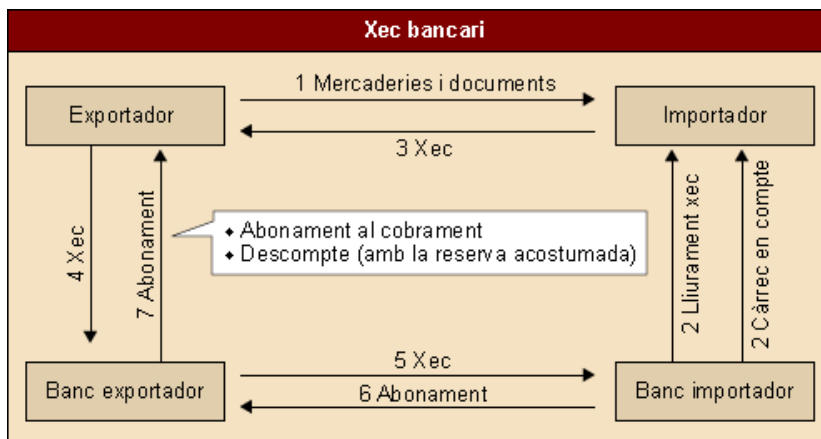 Xec bancari
1 Mercaderies i documents
Exportador
Importador
3 Xec
4 Xec
7 Abonament
♦ Abonament al cobrament
♦ Descompte (amb la reserva acostumada)
2 Lliurament xec
2 Càrrec en compte
5 Xec
Banc exportador
6 Abonament
Banc importador